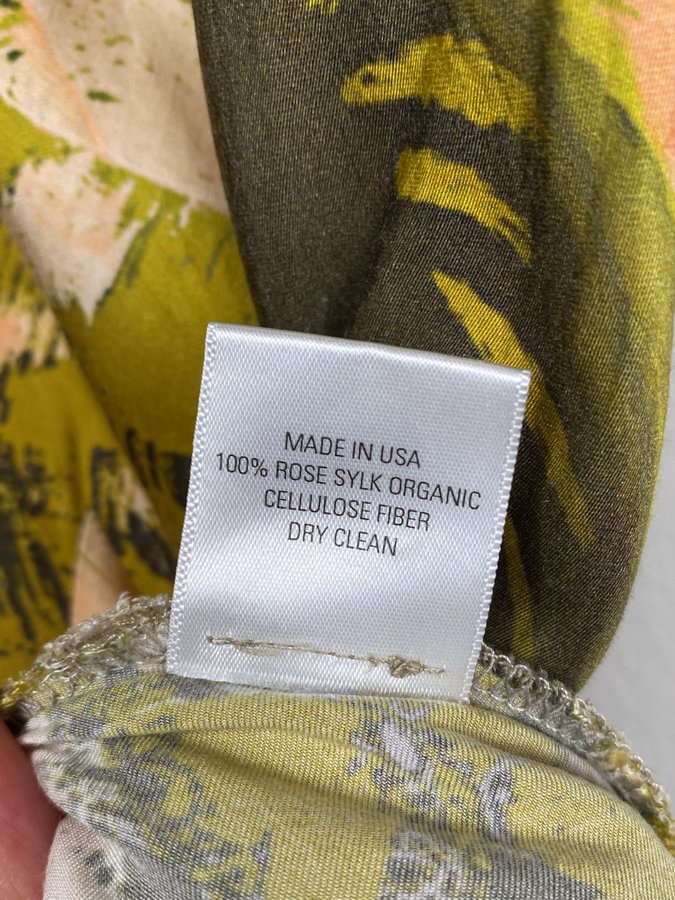 MADE IN USA
100% ROSE SYLK ORGANIC
CELLULOSE FIBER
DRY CLEAN